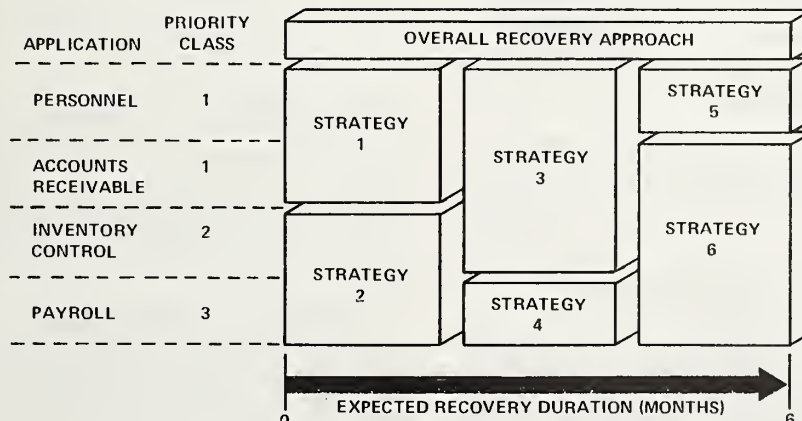 APPLICATION
PRIORITY
CLASS
OVERALL RECOVERY APPROACH
PERSONNEL 1
ACCOUNTS
RECEIVABLE 1
INVENTORY
CONTROL 2
PAYROLL 3
STRATEGY
1
STRATEGY
2
STRATEGY
3
STRATEGY
4
STRATEGY
5
STRATEGY
6
0 EXPECTED RECOVERY DURATION (MONTHS) 6